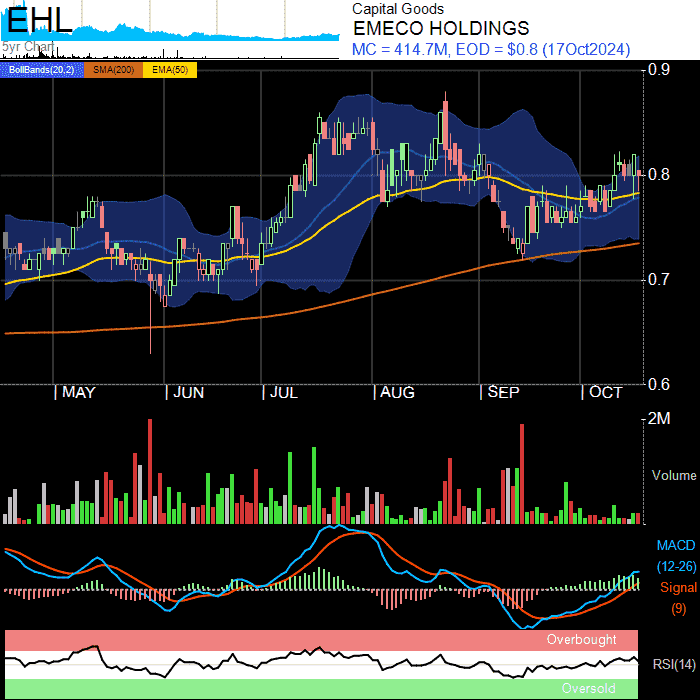 EHL
5yr Chart
Capital Goods
EMECO HOLDINGS
MC = 414.7M, EOD = $0.8 (17Oct2024)
BollBands(20,2) SMA(200) EMA(50)
0.9
0.8
0.7
0.6
MAY JUN JUL AUG SEP OCT
2M
Volume
MACD
(12-26)
Signal
(9)
Overbought
RSI(14)
Oversold